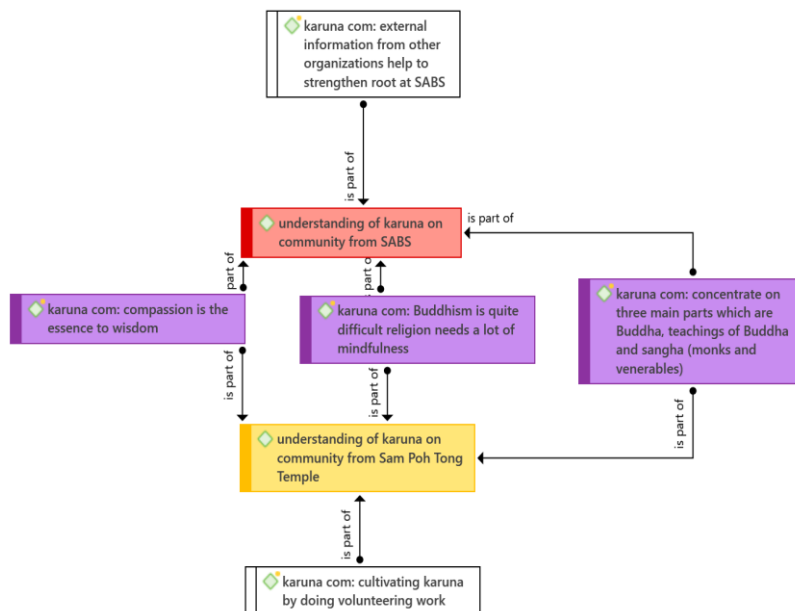 karuna com: external
information from other
organizations help to
strengthen root at SABS
is part of
is part of
understanding of karuna on
community from SABS
part of
is part of
karuna com: compassion is the
essence to wisdom
karuna com: Buddhism is quite
difficult religion needs a lot of
mindfulness
karuna com: concentrate on
three main parts which are
Buddha, teachings of Buddha
and sangha (monks and
venerables)
is part of
is part of
is part of
understanding of karuna on
community from Sam Poh Tong
Temple
is part of
karuna com: cultivating karuna
by doing volunteering work